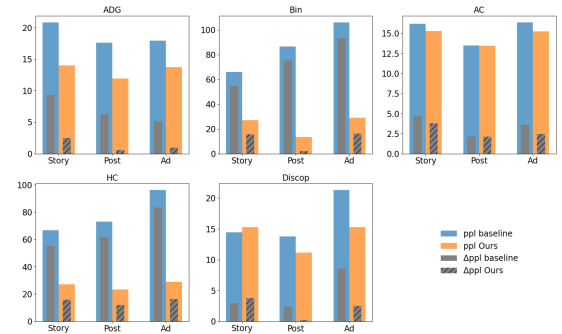 ADG
20
15
10
5
0
Story Post Ad
Bin
100
80
60
40
20
0
Story Post Ad
AC
15.0
12.5
10.0
7.5
5.0
2.5
0.0
Story Post Ad
HC
100
80
60
40
20
0
Story Post Ad
Discop
20
15
10
5
0
Story Post Ad
ppl baseline
ppl Ours
Δppl baseline
Δppl Ours